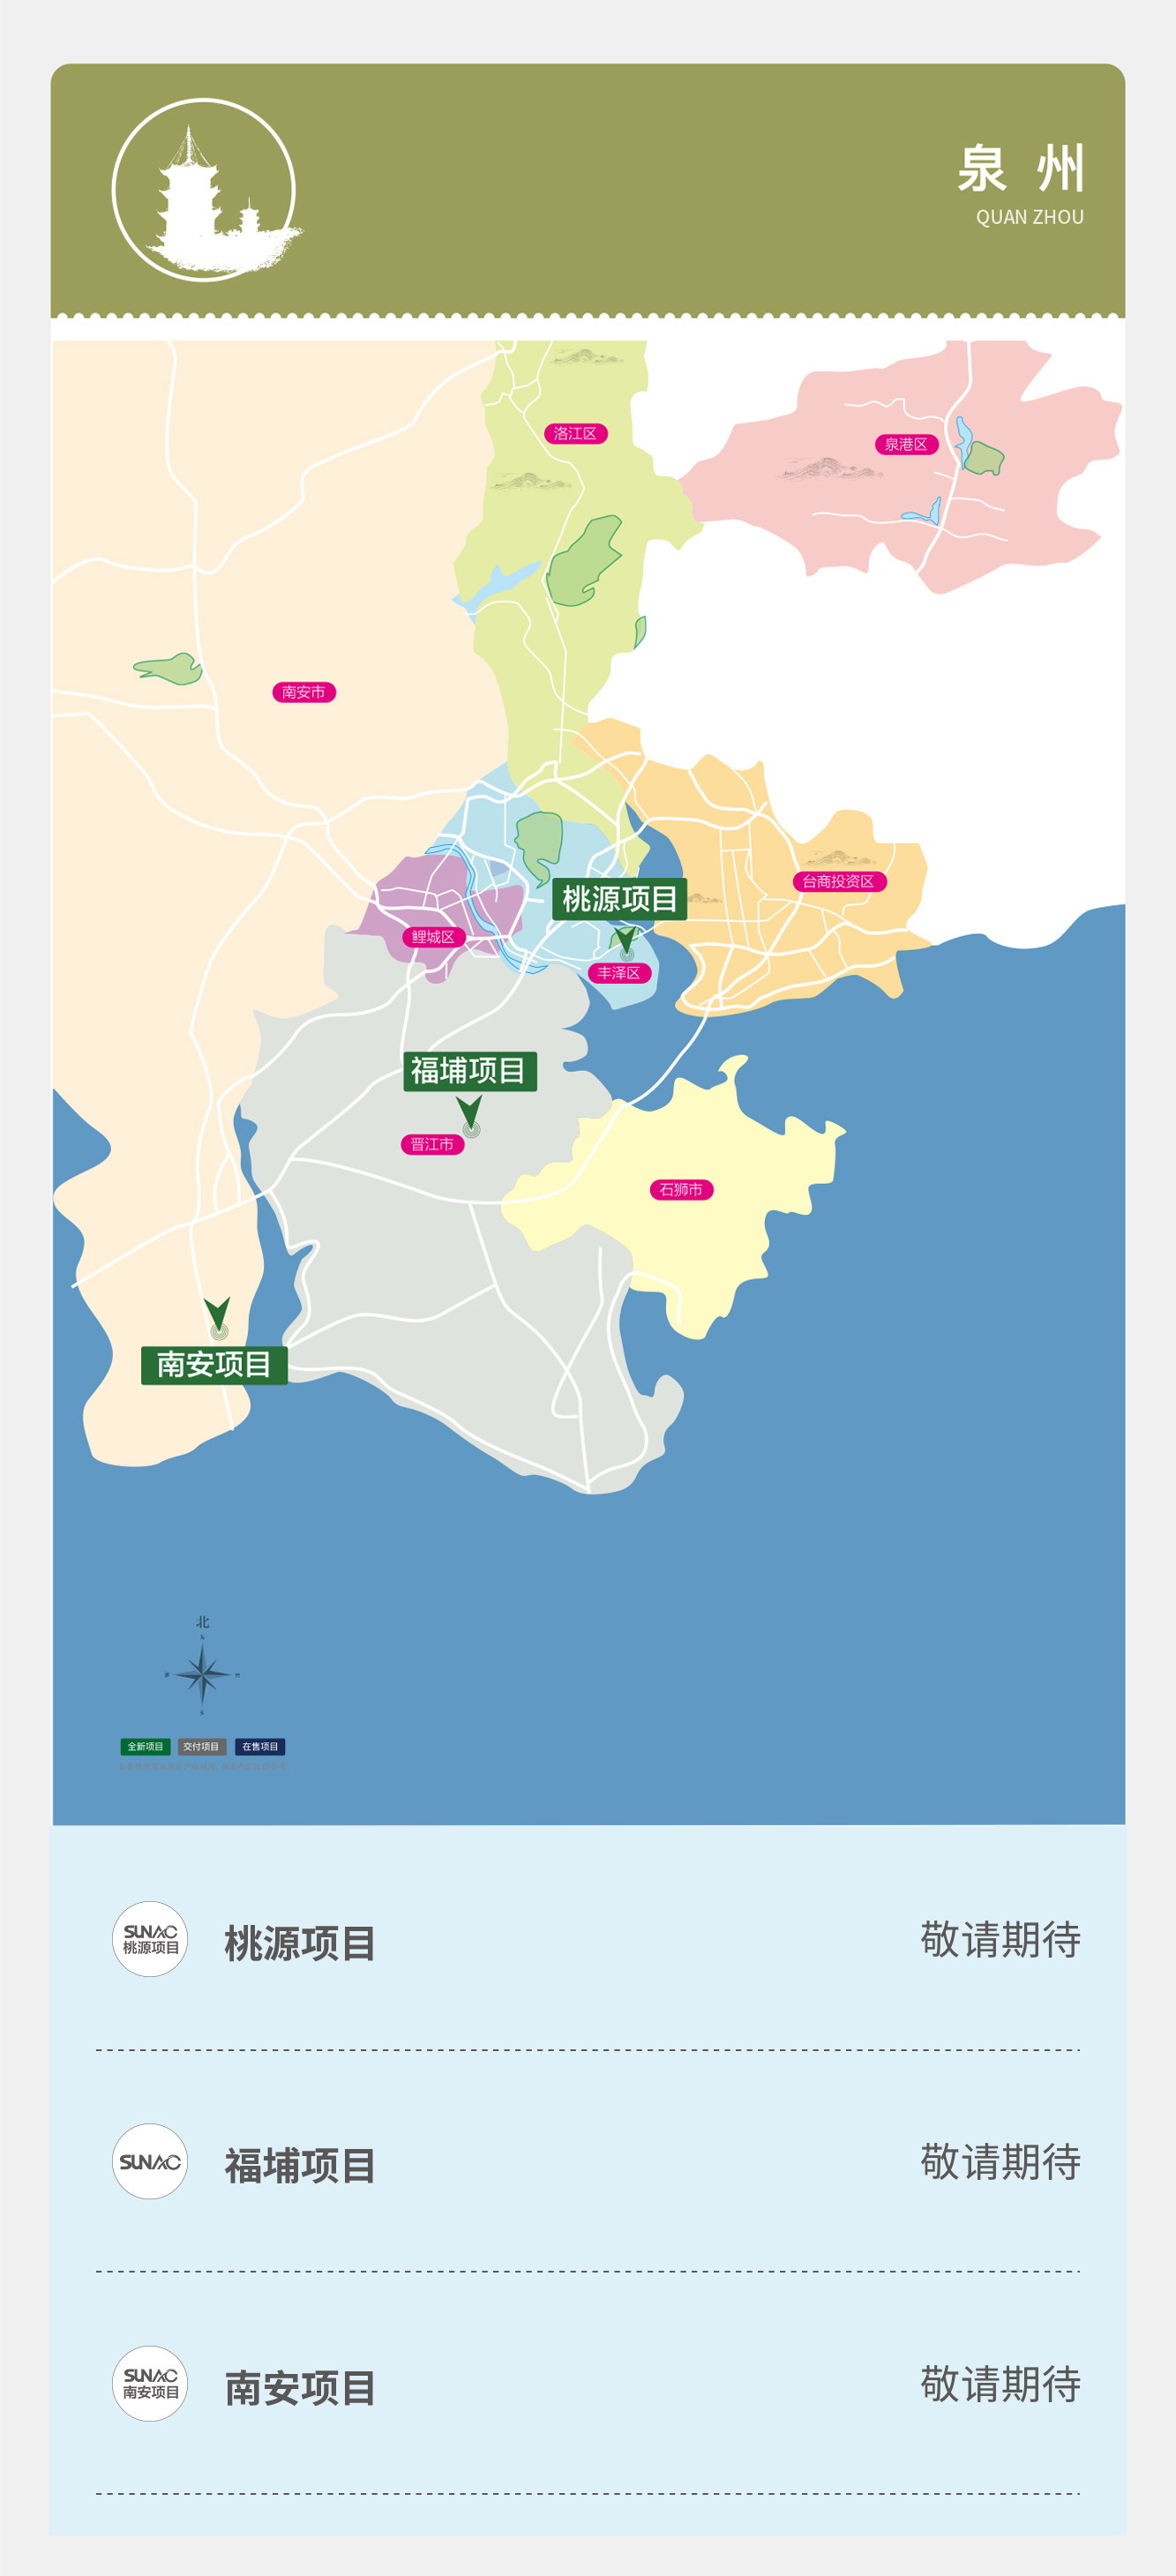 泉 州
QUAN ZHOU
洛江区
泉港区
南安市
台商投资区
桃源项目
鲤城区
丰泽区
福埔项目
晋江市
石狮市
南安项目
北
N
全新项目 交付项目 在售项目
SUNAC
桃源项目
桃源项目
敬请期待
SUNAC
福埔项目
敬请期待
SUNAC
南安项目
南安项目
敬请期待